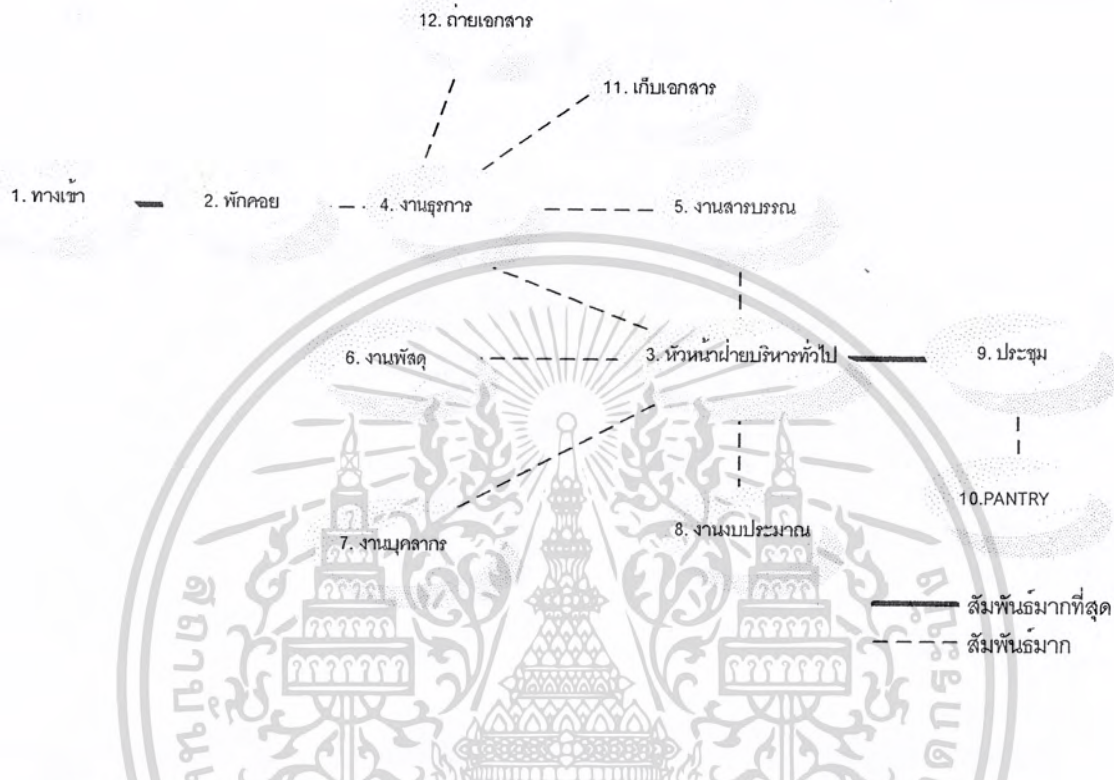 12. ถ่ายเอกสาร
11. เก็บเอกสาร
1. ทางเข้า
2. พักคอย
4. งานธุรการ
5. งานสารบรรณ
6. งานพัสดุ
3. หัวหน้าฝ่ายบริหารทั่วไป
9. ประชุม
10.PANTRY
7. งานบุคลากร
8. งานงบประมาณ
สัมพันธ์มากที่สุด
สัมพันธ์มาก